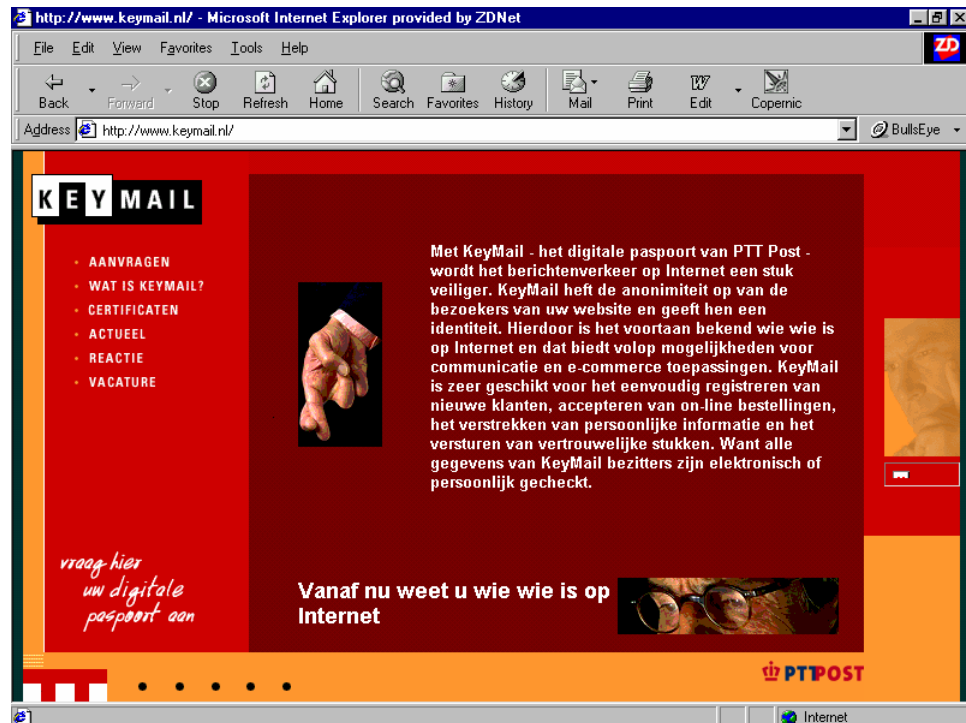 http://www.keymail.nl/ - Microsoft Internet Explorer provided by ZDNet
File Edit View Favorites Tools Help
ZD
Back Forward Stop Refresh Home Search Favorites History Mail Print Edit Copernic
Address http://www.keymail.nl/ BullsEye
KEYMAIL
AANVRAGEN
WAT IS KEYMAIL?
CERTIFICATEN
ACTUEEL
REACTIE
VACATURE
Met KeyMail - het digitale paspoort van PTT Post -
wordt het berichtenverkeer op Internet een stuk
veiliger. KeyMail heft de anonimiteit op van de
bezoekers van uw website en geeft hen een
identiteit. Hierdoor is het voortaan bekend wie wie is
op Internet en dat biedt volop mogelijkheden voor
communicatie en e-commerce toepassingen. KeyMail
is zeer geschikt voor het eenvoudig registreren van
nieuwe klanten, accepteren van on-line bestellingen,
het verstrekken van persoonlijke informatie en het
versturen van vertrouwelijke stukken. Want alle
gegevens van KeyMail bezitters zijn elektronisch of
persoonlijk gecheckt.
vraag hier
uw digitale
paspoort aan
Vanaf nu weet u wie wie is op
Internet
PTT POST
Internet